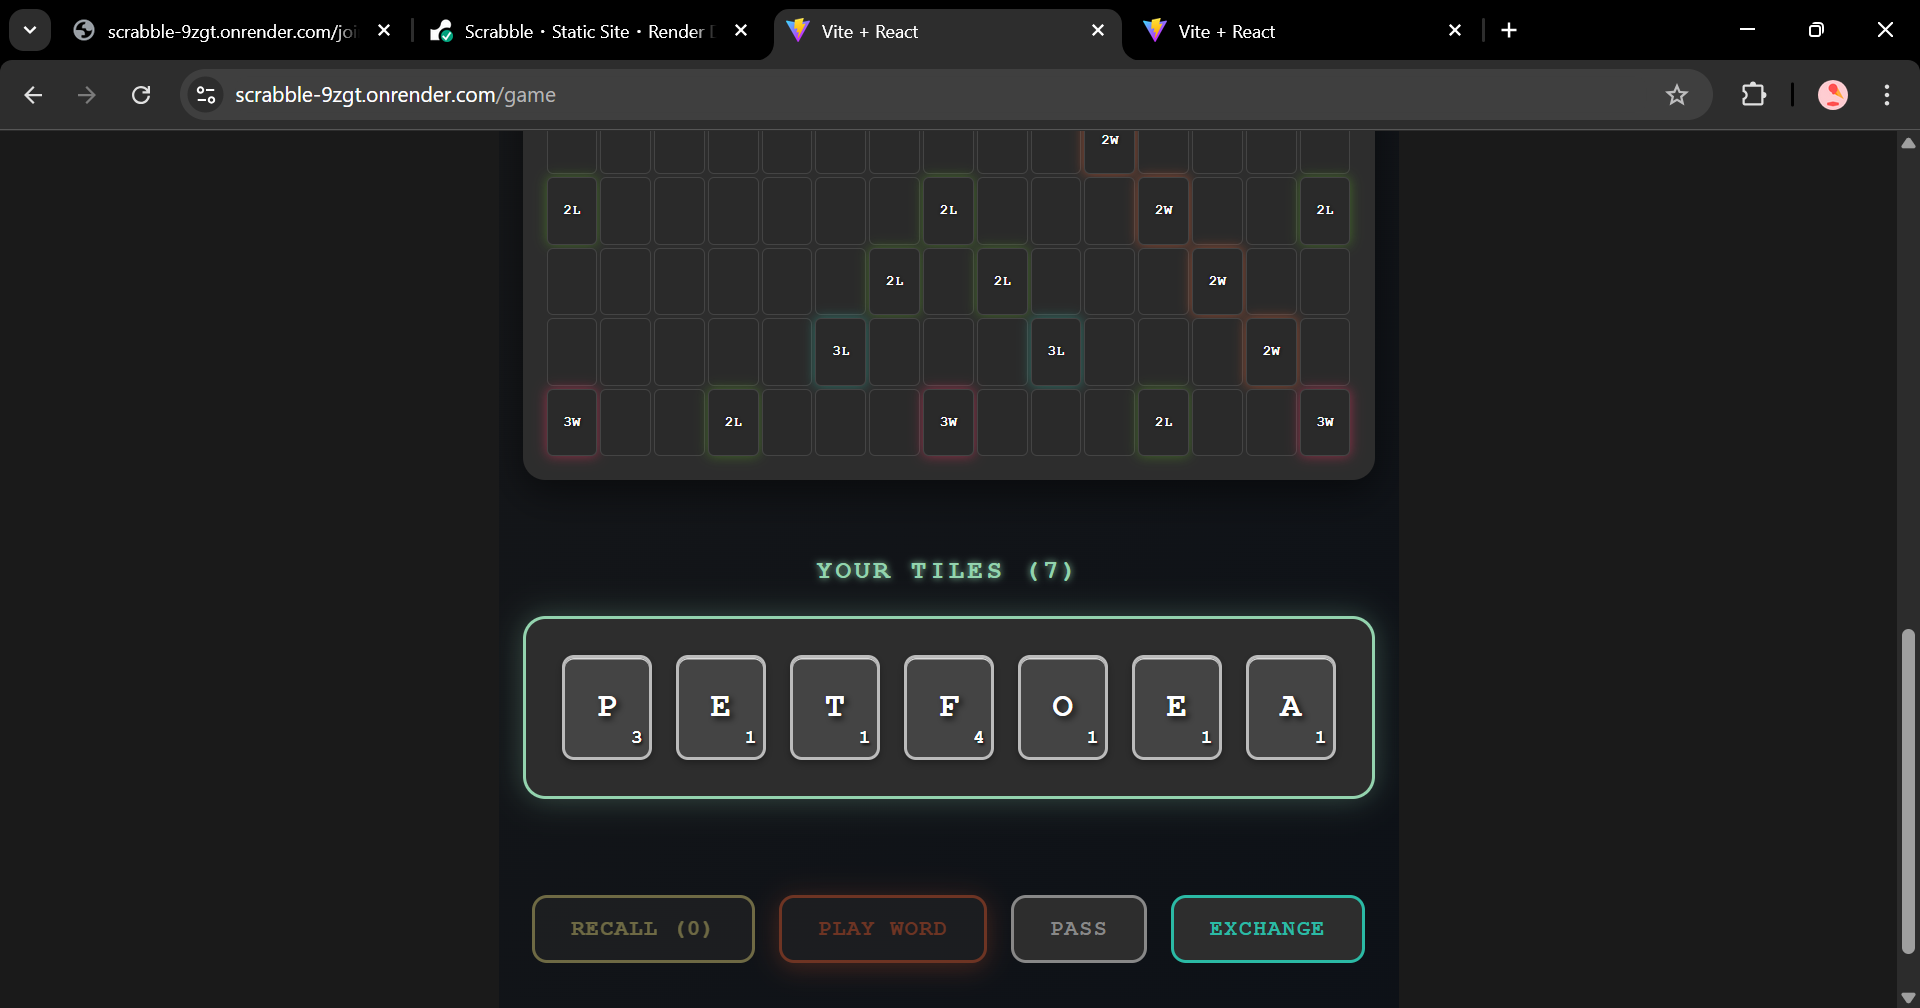 scrabble-9zgt.onrender.com/joi
Scrabble · Static Site · Render
Vite + React
Vite + React
scrabble-9zgt.onrender.com/game
2W
2L 2L 2W 2L
2L 2L 2W
3L 3L 2W
3W 2L 3W 2L 3W
YOUR TILES (7)
P E T F O E A
3 1 1 4 1 1 1
RECALL (0) PLAY WORD PASS EXCHANGE